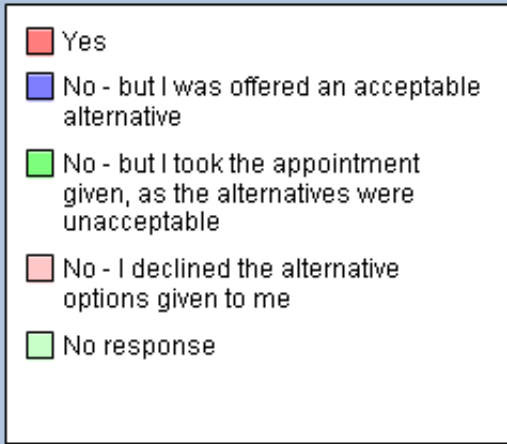 Yes
No - but I was offered an acceptable
alternative
No - but I took the appointment
given, as the alternatives were
unacceptable
No - I declined the alternative
options given to me
No response